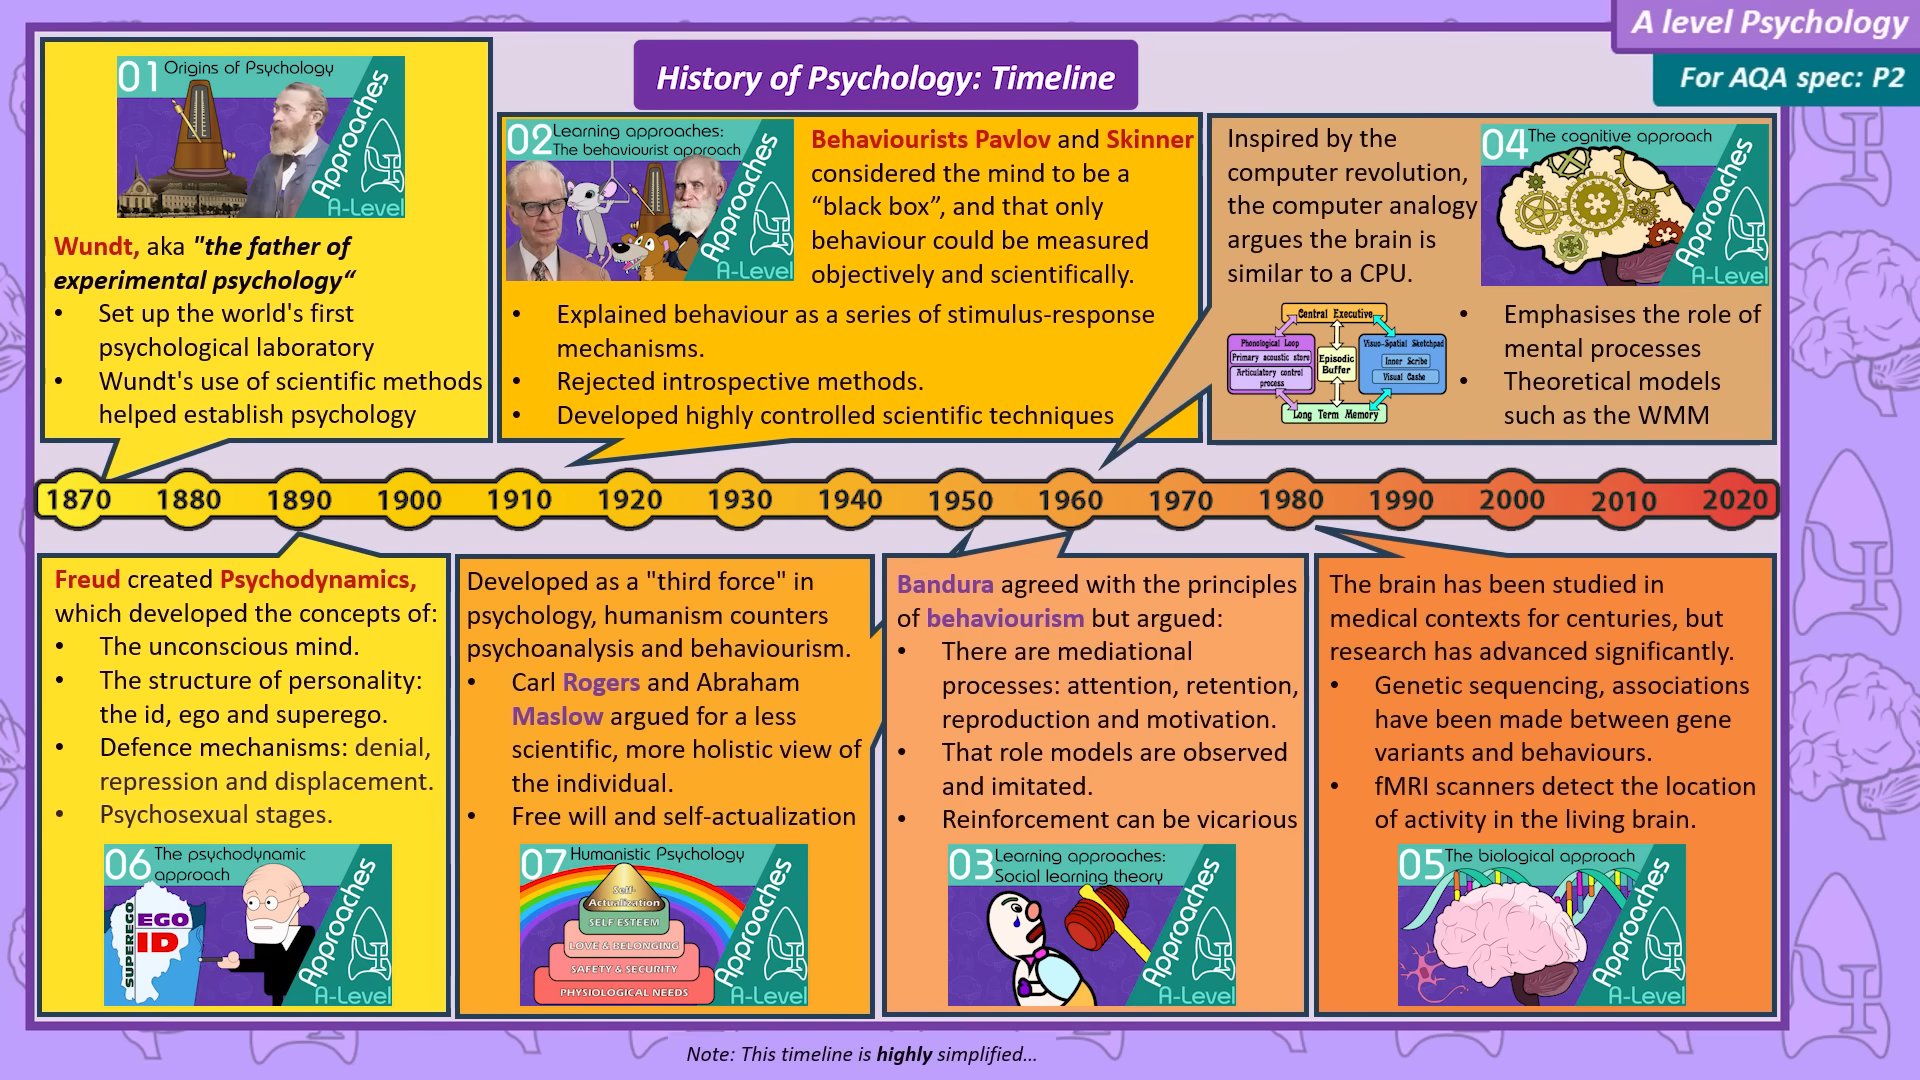 A level Psychology
For AQA spec: P2
History of Psychology: Timeline
01 Origins of Psychology
Approaches
A-Level
Wundt, aka "the father of
experimental psychology“
• Set up the world's first
psychological laboratory
• Wundt's use of scientific methods
helped establish psychology
02 Learning approaches:
The behaviourist approach
Approaches
A-Level
Behaviourists Pavlov and Skinner
considered the mind to be a
“black box”, and that only
behaviour could be measured
objectively and scientifically.
• Explained behaviour as a series of stimulus-response
mechanisms.
• Rejected introspective methods.
• Developed highly controlled scientific techniques
Inspired by the
computer revolution,
the computer analogy
argues the brain is
similar to a CPU.
04 The cognitive approach
Approaches
A-Level
Central Executive
Phonological Loop
Primary acoustic store
Articulatory control
process
Episodic
Buffer
Visuo-Spatial Sketchpad
Inner Scribe
Visual Cashe
Long Term Memory
• Emphasises the role of
mental processes
• Theoretical models
such as the WMM
1870 1880 1890 1900 1910 1920 1930 1940 1950 1960 1970 1980 1990 2000 2010 2020
Freud created Psychodynamics,
which developed the concepts of:
• The unconscious mind.
• The structure of personality:
the id, ego and superego.
• Defence mechanisms: denial,
repression and displacement.
• Psychosexual stages.
06 The psychodynamic
approach
SUPEREGO
EGO
ID
Approaches
A-Level
Developed as a "third force" in
psychology, humanism counters
psychoanalysis and behaviourism.
• Carl Rogers and Abraham
Maslow argued for a less
scientific, more holistic view of
the individual.
• Free will and self-actualization
07 Humanistic Psychology
Self-
Actualization
SELF ESTEEM
LOVE & BELONGING
SAFETY & SECURITY
PHYSIOLOGICAL NEEDS
Approaches
A-Level
Bandura agreed with the principles
of behaviourism but argued:
• There are mediational
processes: attention, retention,
reproduction and motivation.
• That role models are observed
and imitated.
• Reinforcement can be vicarious
03 Learning approaches:
Social learning theory
Approaches
A-Level
The brain has been studied in
medical contexts for centuries, but
research has advanced significantly.
• Genetic sequencing, associations
have been made between gene
variants and behaviours.
• fMRI scanners detect the location
of activity in the living brain.
05 The biological approach
Approaches
A-Level
Note: This timeline is highly simplified...